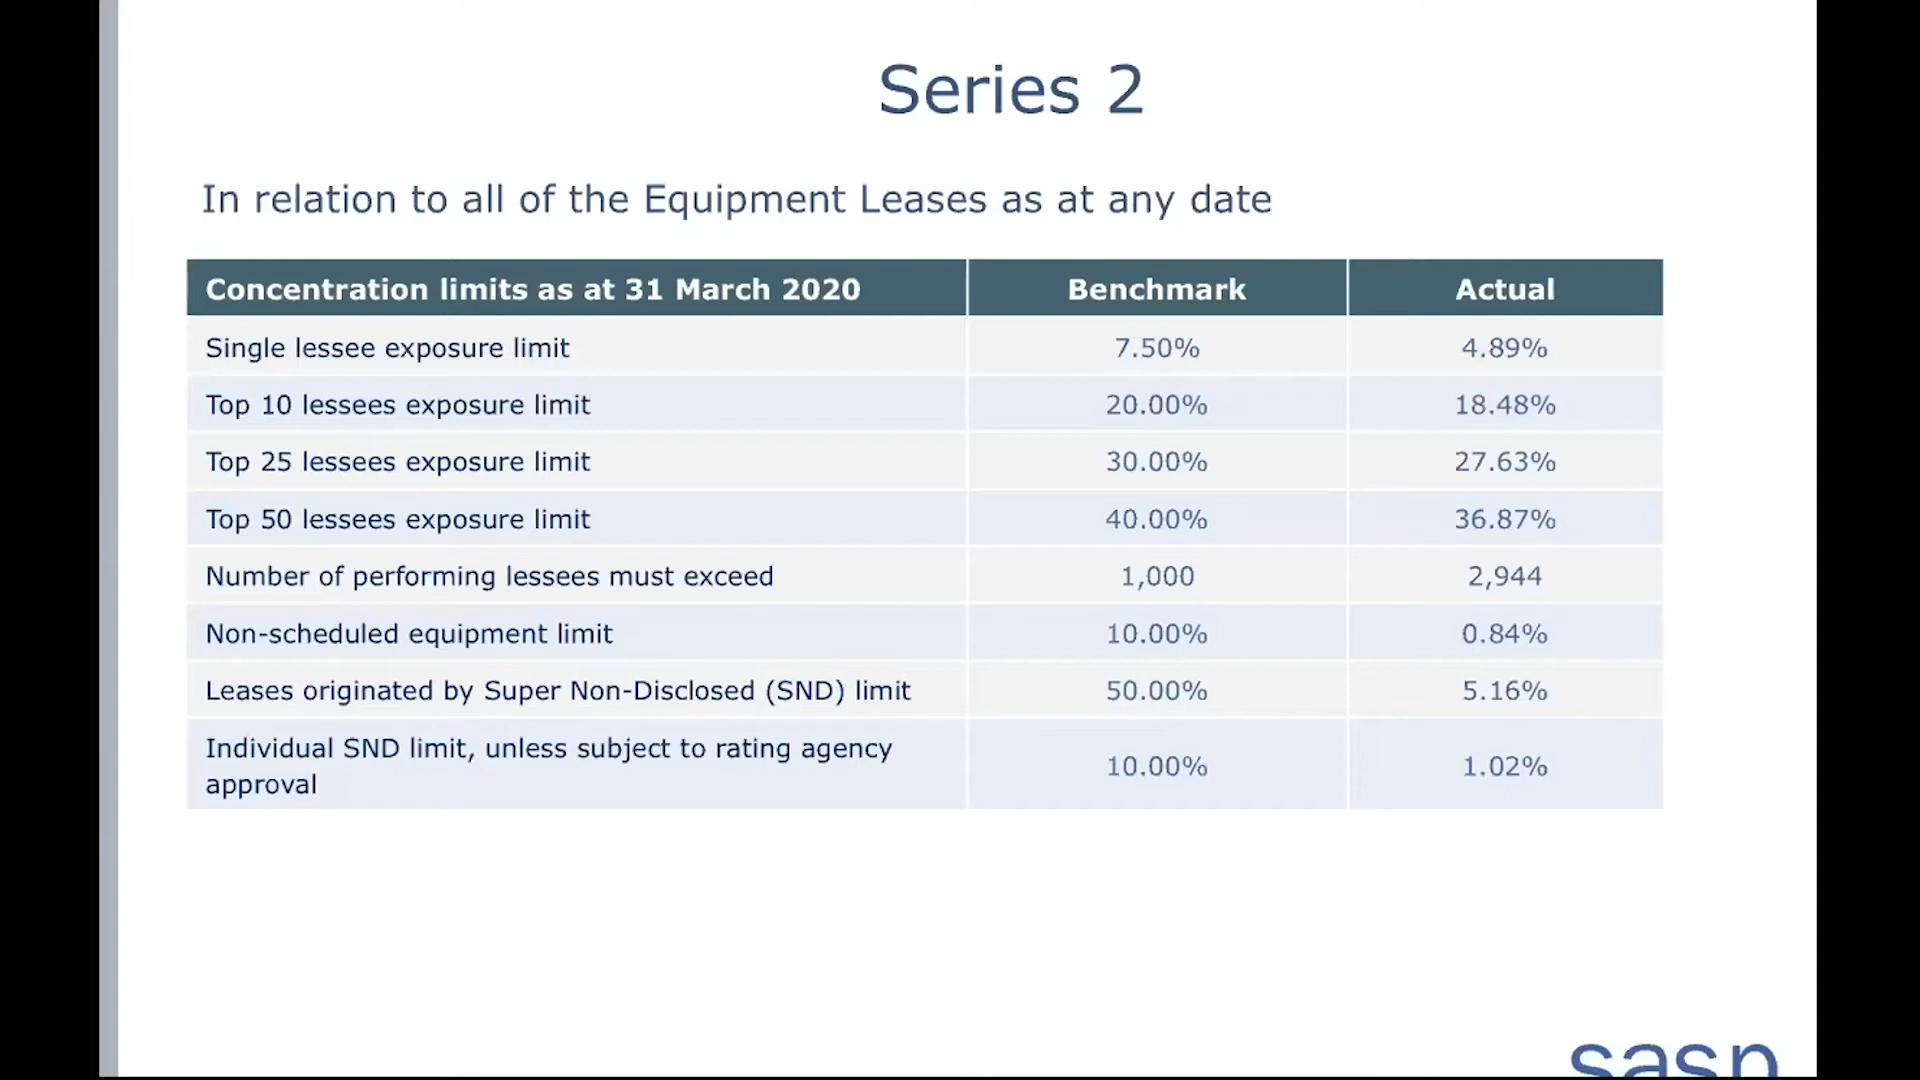 Series 2
In relation to all of the Equipment Leases as at any date
Concentration limits as at 31 March 2020 Benchmark Actual
Single lessee exposure limit 7.50% 4.89%
Top 10 lessees exposure limit 20.00% 18.48%
Top 25 lessees exposure limit 30.00% 27.63%
Top 50 lessees exposure limit 40.00% 36.87%
Number of performing lessees must exceed 1,000 2,944
Non-scheduled equipment limit 10.00% 0.84%
Leases originated by Super Non-Disclosed (SND) limit 50.00% 5.16%
Individual SND limit, unless subject to rating agency
approval 10.00% 1.02%